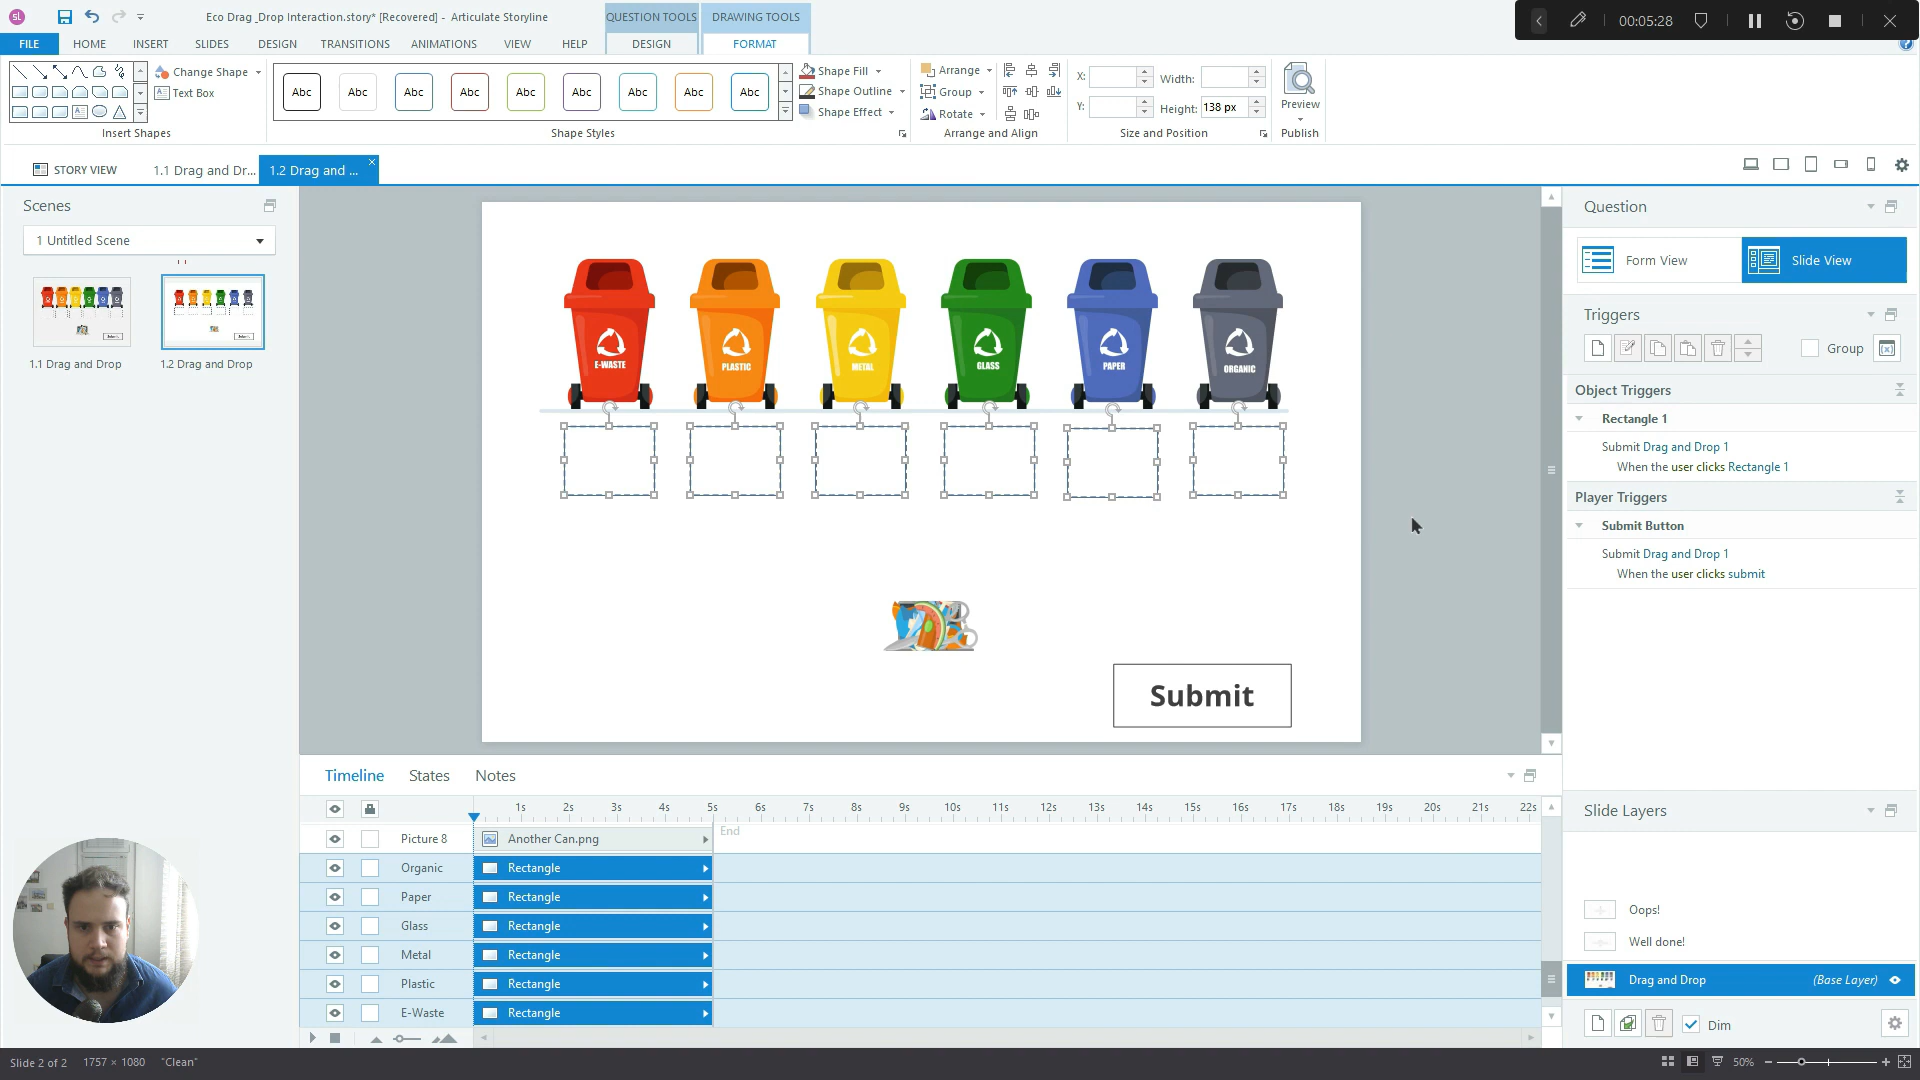 Eco Drag _Drop Interaction.story* [Recovered] - Articulate Storyline
QUESTION TOOLS
DRAWING TOOLS
00:05:28
FILE
HOME
INSERT
SLIDES
DESIGN
TRANSITIONS
ANIMATIONS
VIEW
HELP
DESIGN
FORMAT
Change Shape
Text Box
Insert Shapes
Abc
Abc
Abc
Abc
Abc
Abc
Abc
Abc
Abc
Shape Styles
Shape Fill
Shape Outline
Shape Effect
Arrange
Group
Rotate
Arrange and Align
X:
Y:
Width:
Height: 138 px
Size and Position
Preview
Publish
STORY VIEW
1.1 Drag and Dr...
1.2 Drag and ...
Scenes
1 Untitled Scene
1.1 Drag and Drop
1.2 Drag and Drop
E-WASTE
PLASTIC
METAL
GLASS
PAPER
ORGANIC
Submit
Question
Form View
Slide View
Triggers
Group
Object Triggers
Rectangle 1
Submit Drag and Drop 1
When the user clicks Rectangle 1
Player Triggers
Submit Button
Submit Drag and Drop 1
When the user clicks submit
Timeline
States
Notes
1s 2s 3s 4s 5s 6s 7s 8s 9s 10s 11s 12s 13s 14s 15s 16s 17s 18s 19s 20s 21s 22s
Picture 8
Another Can.png
End
Organic
Rectangle
Paper
Rectangle
Glass
Rectangle
Metal
Rectangle
Plastic
Rectangle
E-Waste
Rectangle
Slide Layers
Oops!
Well done!
Drag and Drop
(Base Layer)
Dim
Slide 2 of 2
1757 × 1080
"Clean"
50%